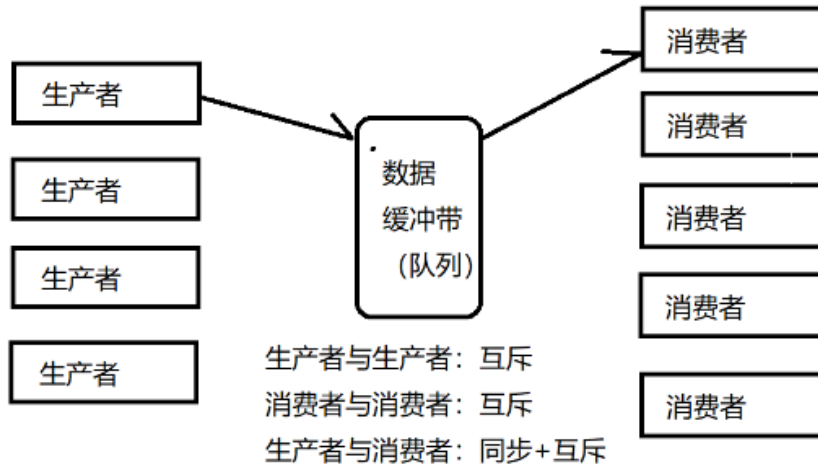 生产者
生产者
生产者
生产者
数据
缓冲带
（队列）
消费者
消费者
消费者
消费者
消费者
生产者与生产者：互斥
消费者与消费者：互斥
生产者与消费者：同步+互斥